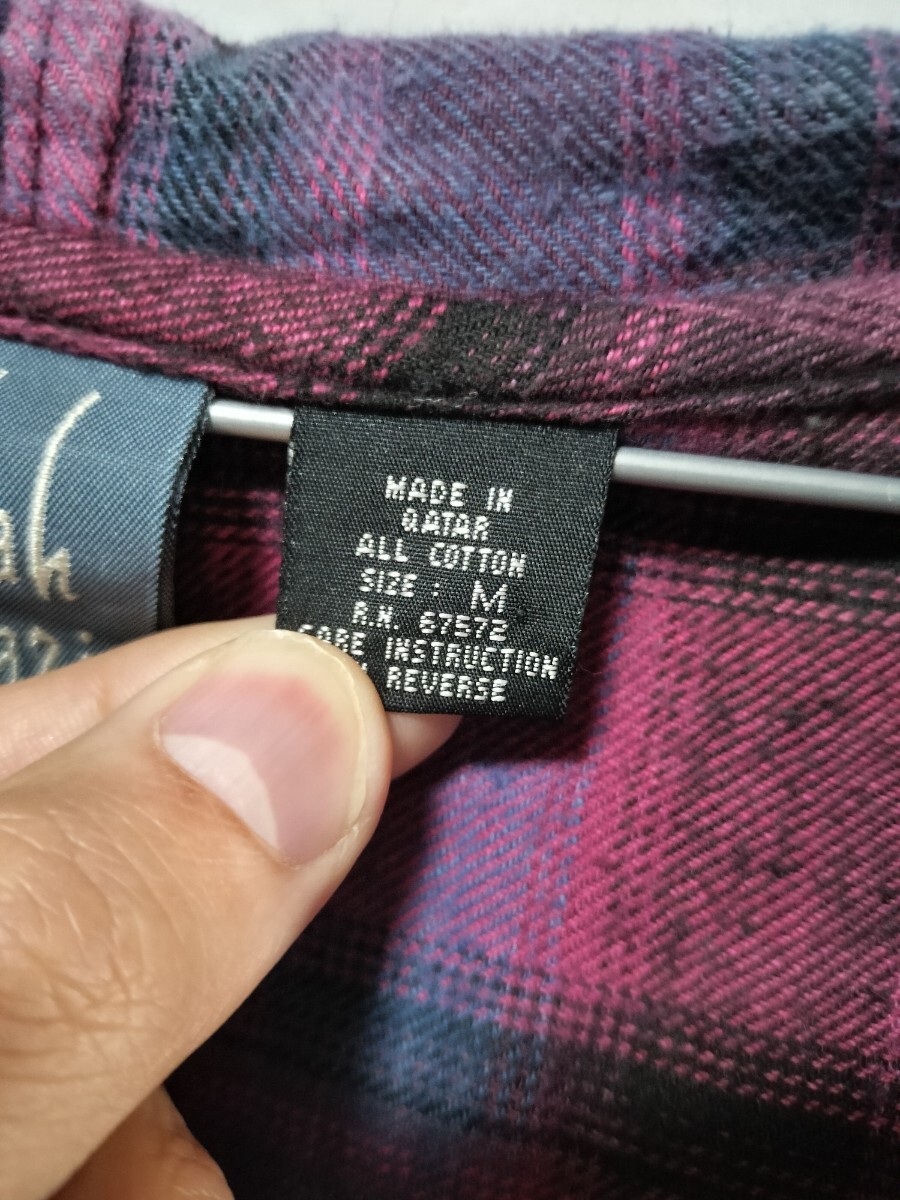 MADE IN
QATAR
ALL COTTON
SIZE : M
R.N. 67572
CARE INSTRUCTION
REVERSE